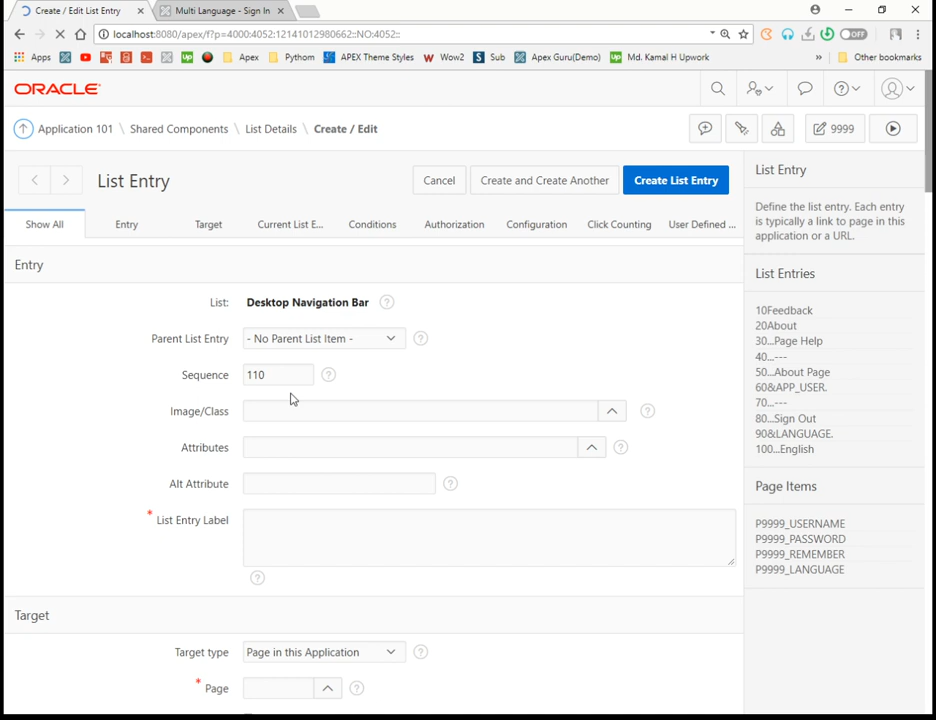 Create / Edit List Entry
Multi Language - Sign In
localhost:8080/apex/f?p=4000:4052:12141012980662::NO:4052::
OFF
Apps
Up
Apex
Pythom
APEX Theme Styles
Wow2
Sub
Apex Guru(Demo)
Up Md. Kamal H Upwork
»
Other bookmarks
ORACLE
Application 101 \ Shared Components \ List Details \ Create / Edit
9999
List Entry
Cancel
Create and Create Another
Create List Entry
Show All
Entry
Target
Current List E...
Conditions
Authorization
Configuration
Click Counting
User Defined ...
Entry
List: Desktop Navigation Bar ?
Parent List Entry - No Parent List Item - ?
Sequence 110 ?
Image/Class ?
Attributes ?
Alt Attribute ?
* List Entry Label
?
Target
Target type Page in this Application ?
* Page ?
List Entry
Define the list entry. Each entry
is typically a link to page in this
application or a URL.
List Entries
10Feedback
20About
30...Page Help
40...---
50...About Page
60&APP_USER.
70...---
80...Sign Out
90&LANGUAGE.
100...English
Page Items
P9999_USERNAME
P9999_PASSWORD
P9999_REMEMBER
P9999_LANGUAGE